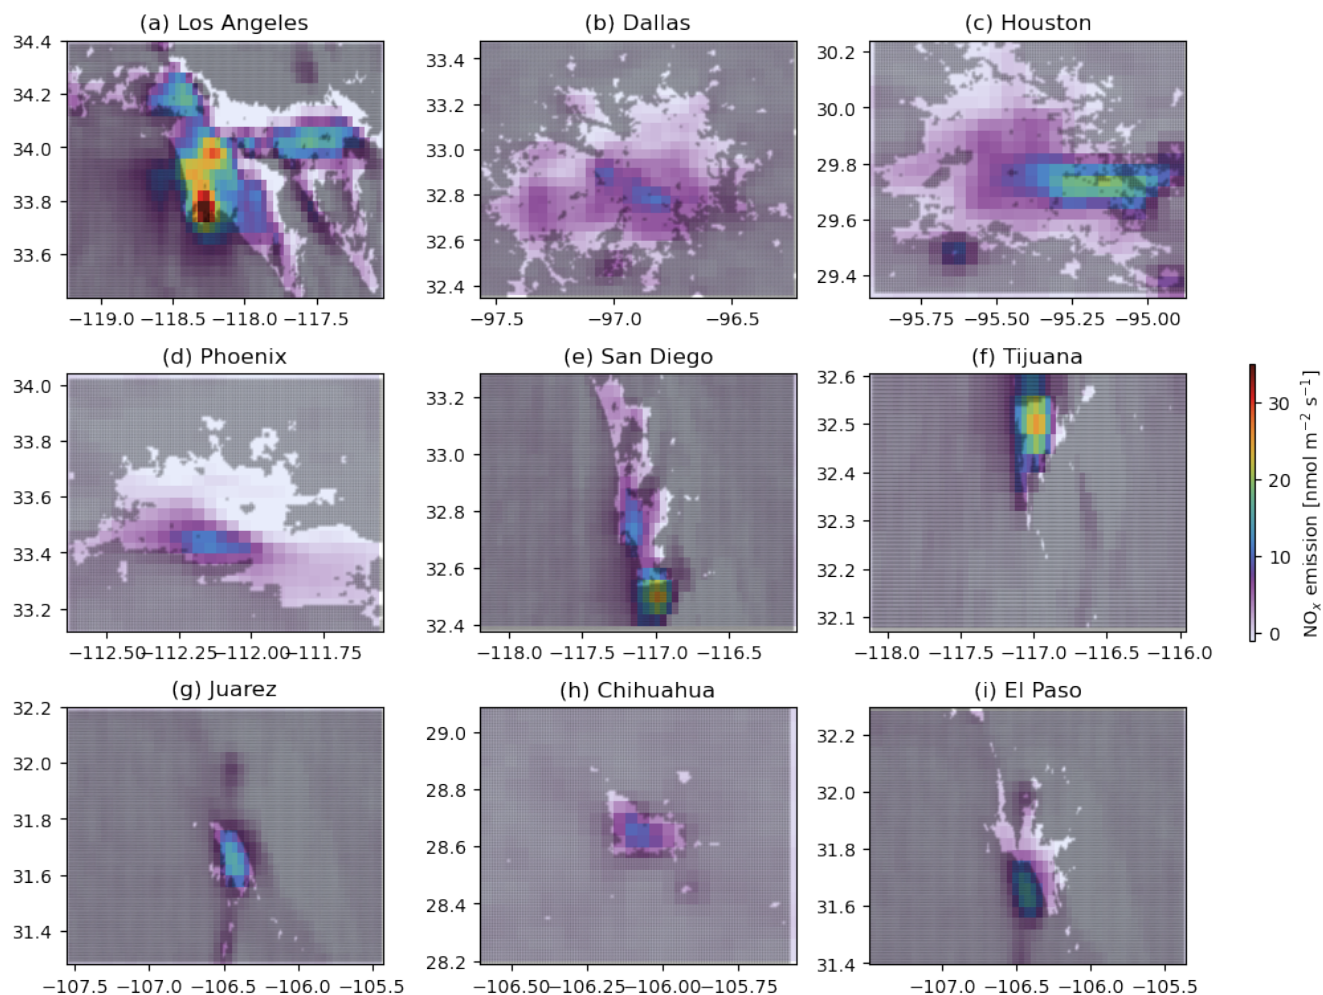 (a) Los Angeles
(b) Dallas
(c) Houston
34.4
34.2
34.0
33.8
33.6
−119.0 −118.5 −118.0 −117.5
33.4
33.2
33.0
32.8
32.6
32.4
−97.5 −97.0 −96.5
30.2
30.0
29.8
29.6
29.4
−95.75 −95.50 −95.25 −95.00
(d) Phoenix
(e) San Diego
(f) Tijuana
34.0
33.8
33.6
33.4
33.2
−112.50 −112.25 −112.00 −111.75
33.2
33.0
32.8
32.6
32.4
−118.0 −117.5 −117.0 −116.5
32.6
32.5
32.4
32.3
32.2
32.1
−118.0 −117.5 −117.0 −116.5 −116.0
30
20
10
0
NOₓ emission [nmol m⁻² s⁻¹]
(g) Juarez
(h) Chihuahua
(i) El Paso
32.2
32.0
31.8
31.6
31.4
−107.5 −107.0 −106.5 −106.0 −105.5
29.0
28.8
28.6
28.4
28.2
−106.50 −106.25 −106.00 −105.75
32.2
32.0
31.8
31.6
31.4
−107.0 −106.5 −106.0 −105.5